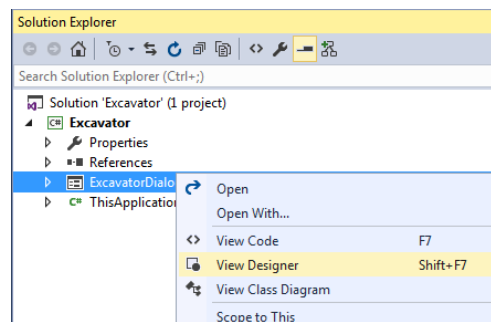 Solution Explorer
Search Solution Explorer (Ctrl+;)
Solution 'Excavator' (1 project)
C# Excavator
Properties
References
ExcavatorDialo
C# ThisApplication
Open
Open With...
View Code F7
View Designer Shift+F7
View Class Diagram
Scope to This